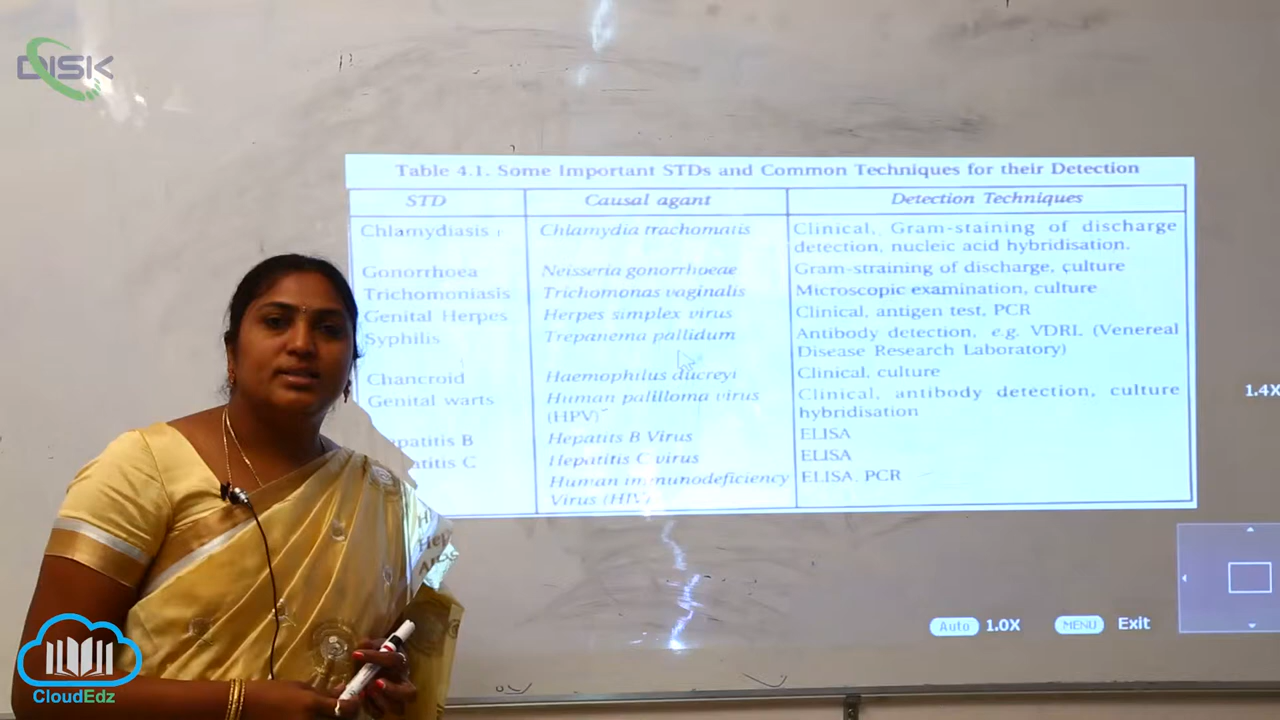 DISK
Table 4.1. Some Important STDs and Common Techniques for their Detection
STD Causal agant Detection Techniques
Chlamydiasis Chlamydia trachomatis Clinical, Gram-staining of discharge
detection, nucleic acid hybridisation.
Gonorrhoea Neisseria gonorrhoeae Gram-straining of discharge, culture
Trichomoniasis Trichomonas vaginalis Microscopic examination, culture
Genital Herpes Herpes simplex virus Clinical, antigen test, PCR
Syphilis Trepanema pallidum Antibody detection, e.g. VDRL (Venereal
Disease Research Laboratory)
Chancroid Haemophilus ducreyi Clinical, culture
Genital warts Human palilloma virus Clinical, antibody detection, culture
(HPV) hybridisation
patitis B Hepatits B Virus ELISA
atitis C Hepatitis C virus ELISA
Human immunodeficiency ELISA, PCR
Virus (HIV)
1.4X
Auto 1.0X MENU Exit
CloudEdz